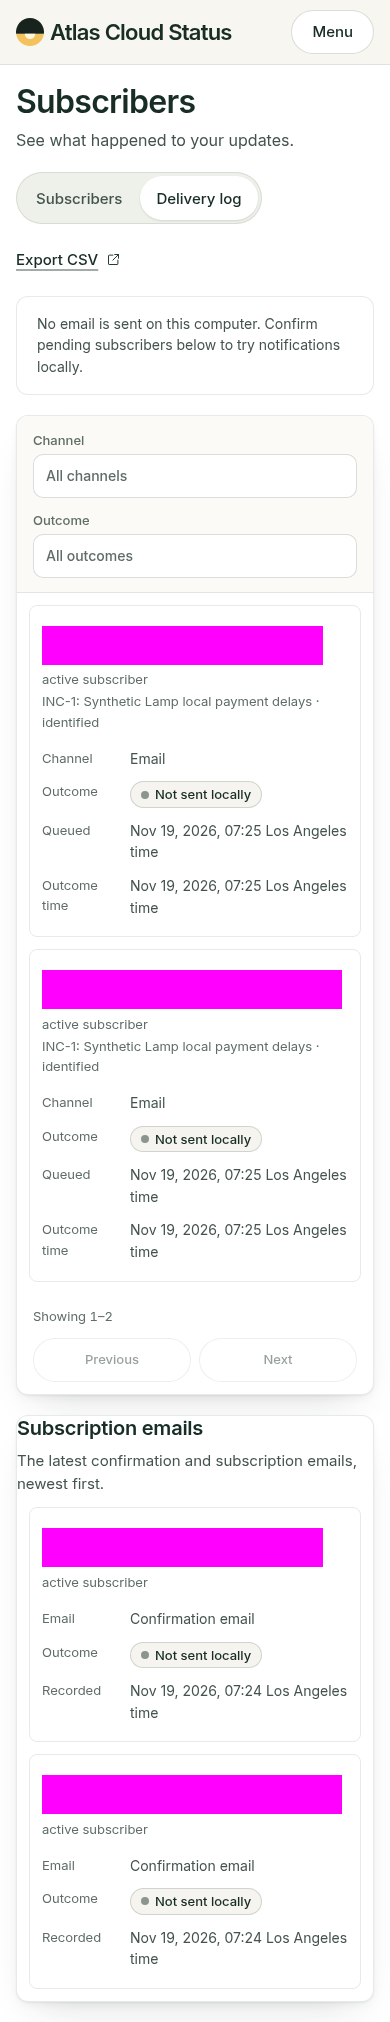 Atlas Cloud Status
Menu
Subscribers
See what happened to your updates.
Subscribers
Delivery log
Export CSV
No email is sent on this computer. Confirm
pending subscribers below to try notifications
locally.
Channel
All channels
Outcome
All outcomes
active subscriber
INC-1: Synthetic Lamp local payment delays ·
identified
Channel
Email
Outcome
Not sent locally
Queued
Nov 19, 2026, 07:25 Los Angeles
time
Outcome
time
Nov 19, 2026, 07:25 Los Angeles
time
active subscriber
INC-1: Synthetic Lamp local payment delays ·
identified
Channel
Email
Outcome
Not sent locally
Queued
Nov 19, 2026, 07:25 Los Angeles
time
Outcome
time
Nov 19, 2026, 07:25 Los Angeles
time
Showing 1–2
Previous
Next
Subscription emails
The latest confirmation and subscription emails,
newest first.
active subscriber
Email
Confirmation email
Outcome
Not sent locally
Recorded
Nov 19, 2026, 07:24 Los Angeles
time
active subscriber
Email
Confirmation email
Outcome
Not sent locally
Recorded
Nov 19, 2026, 07:24 Los Angeles
time